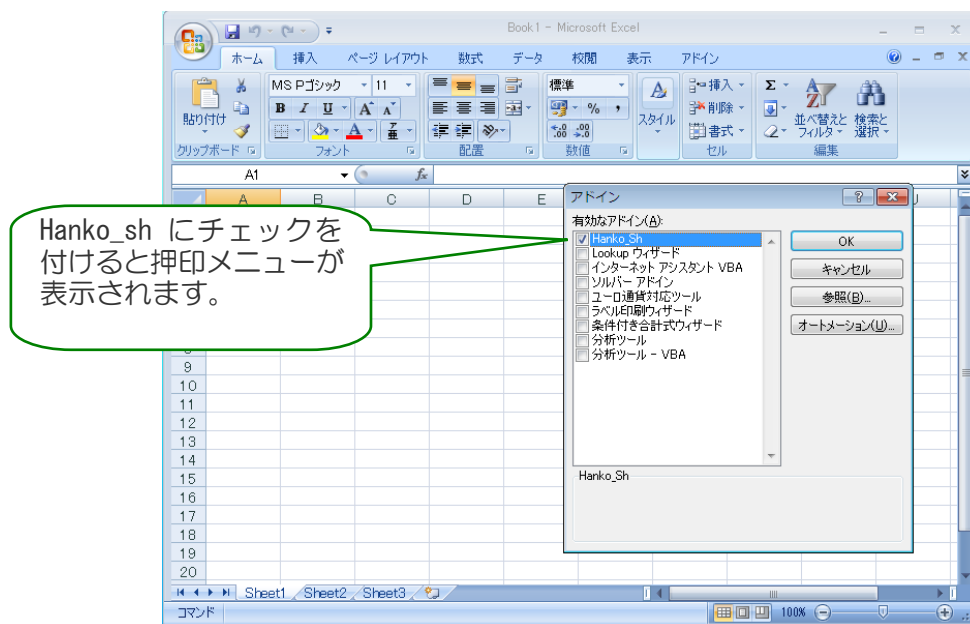 Book1 - Microsoft Excel
ホーム 挿入 ページ レイアウト 数式 データ 校閲 表示 アドイン
貼り付け
クリップボード
MS Pゴシック 11
B I U A A
A
フォント
配置
標準
% ,
数値
A
スタイル
挿入
削除
書式
セル
Σ
並べ替えと
フィルタ
検索と
選択
編集
A1 fx
A B C D E J
Hanko_sh にチェックを
付けると押印メニューが
表示されます。
アドイン
有効なアドイン(A):
Hanko_Sh
Lookup ウィザード
インターネット アシスタント VBA
ソルバー アドイン
ユーロ通貨対応ツール
ラベル印刷ウィザード
条件付き合計式ウィザード
分析ツール
分析ツール - VBA
OK
キャンセル
参照(B)...
オートメーション(U)...
Hanko_Sh
9
10
11
12
13
14
15
16
17
18
19
20
Sheet1 Sheet2 Sheet3
コマンド 100%